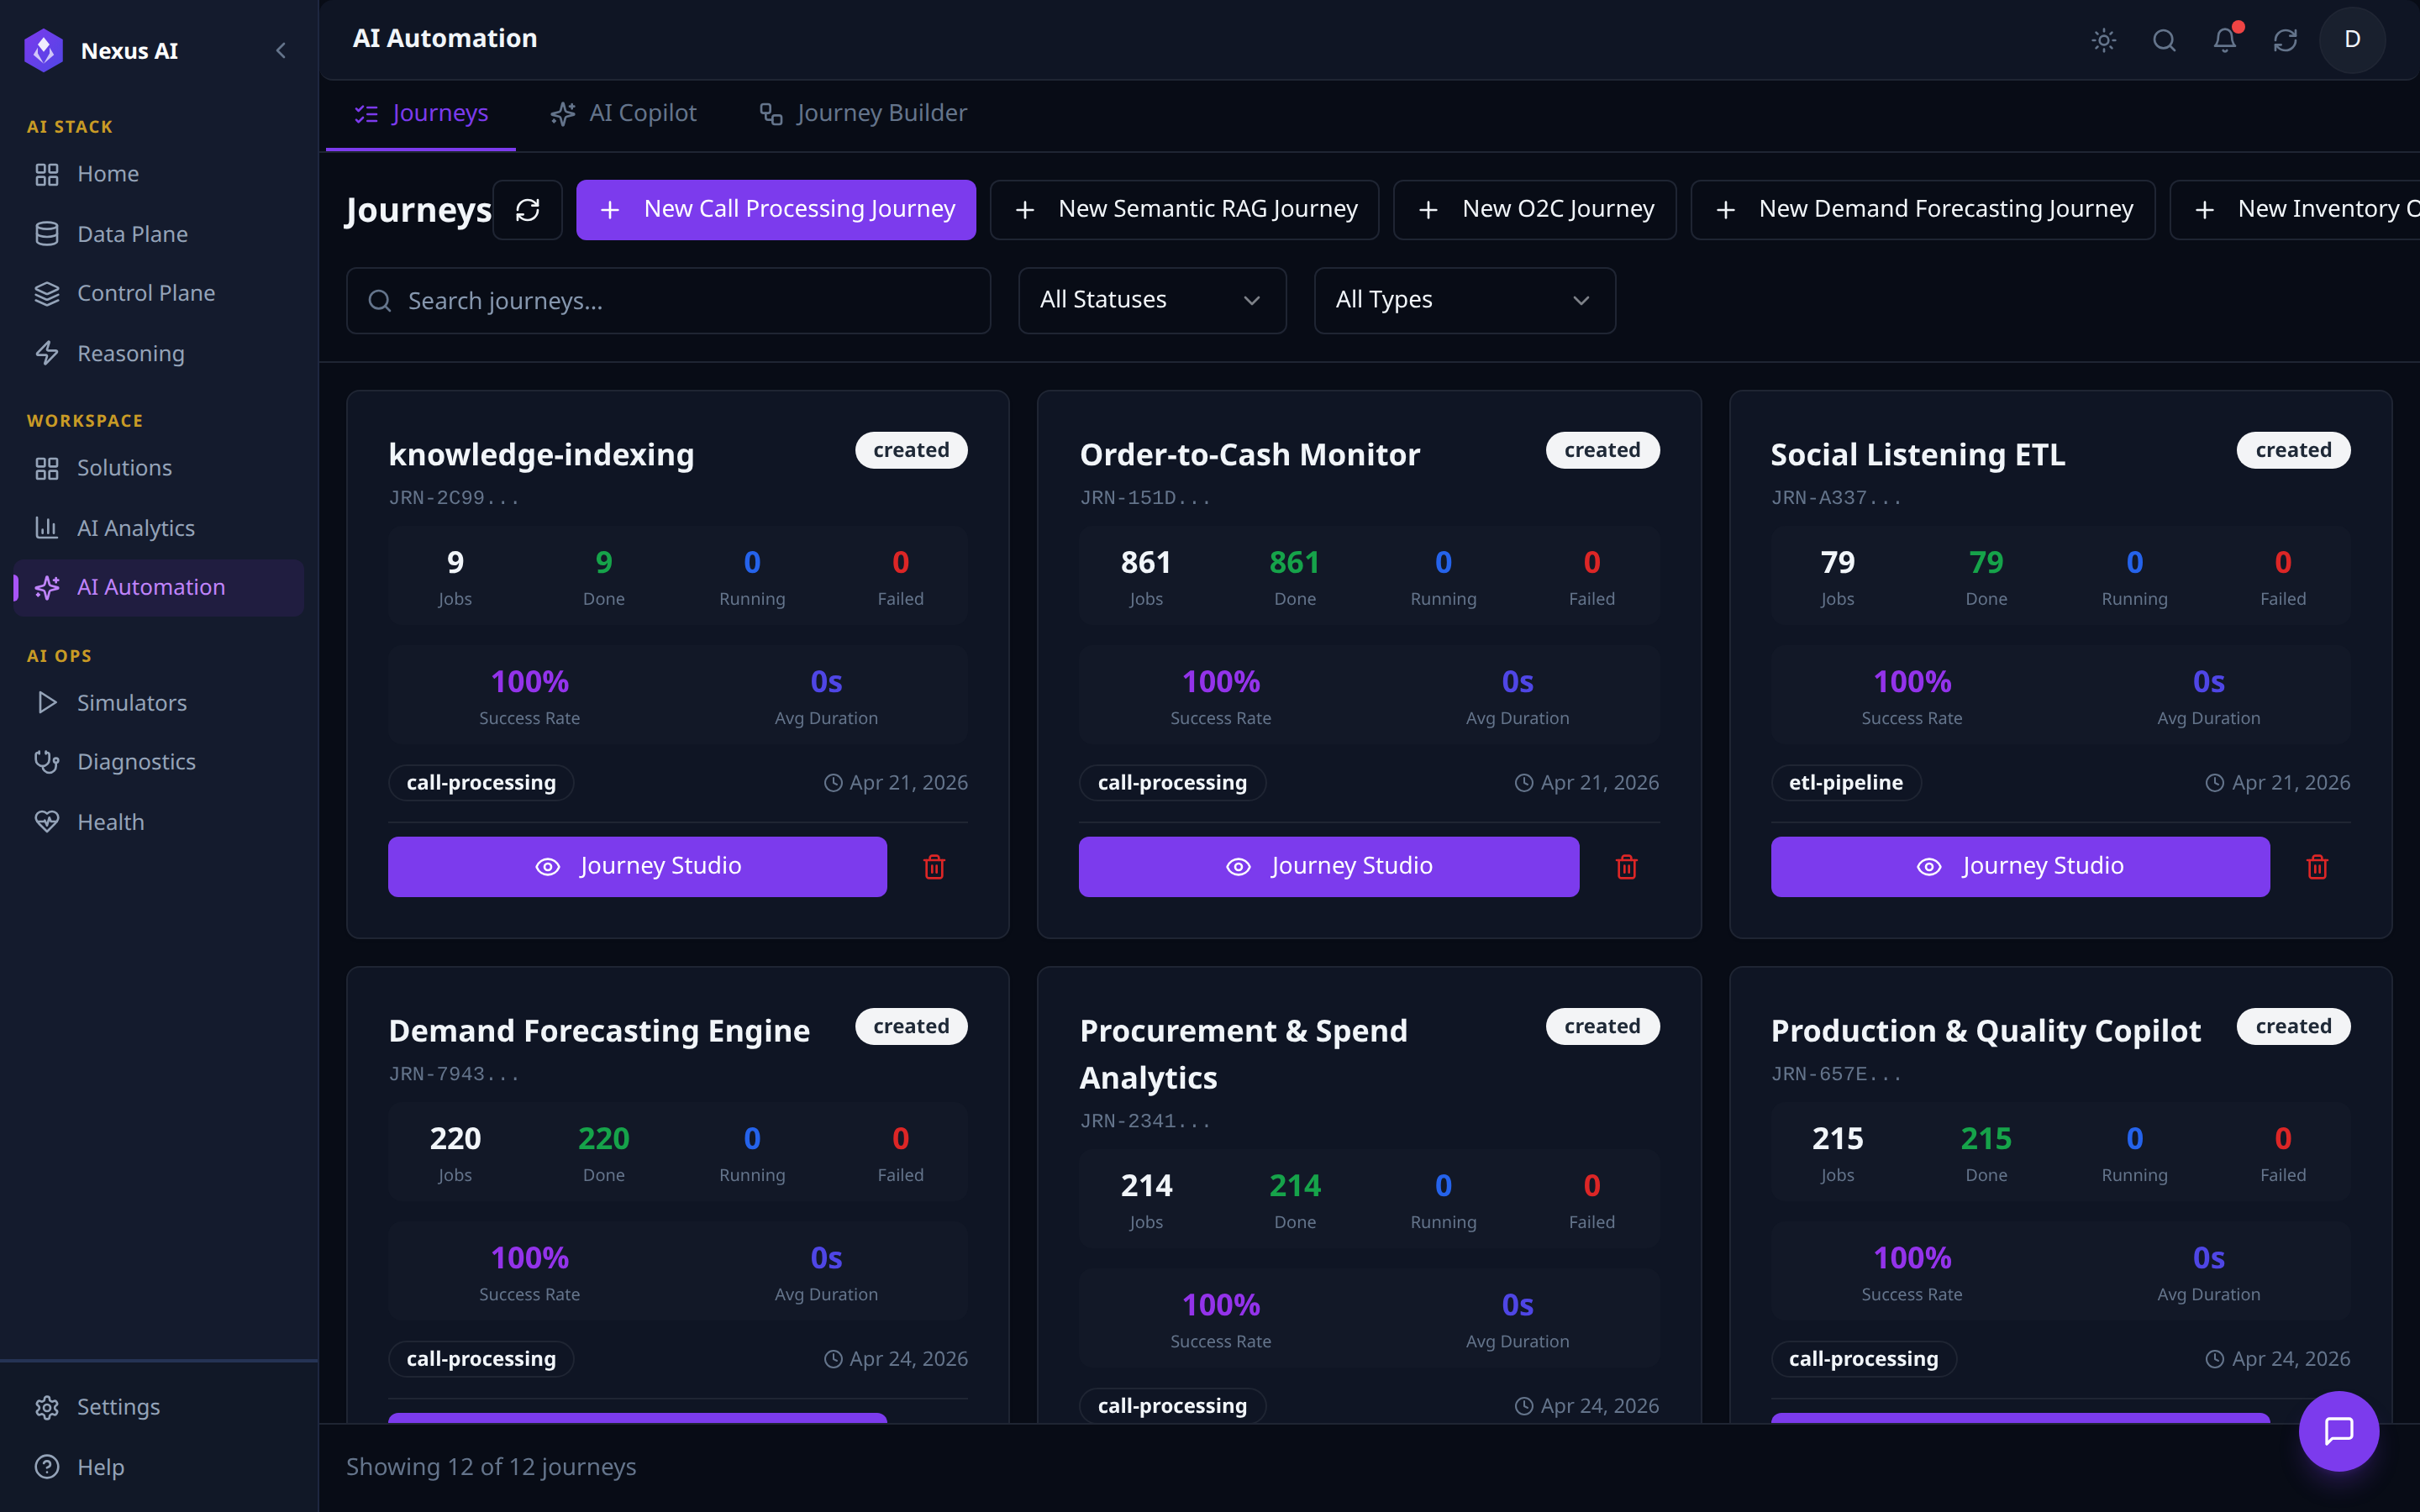 Nexus AI
AI STACK
Home
Data Plane
Control Plane
Reasoning
WORKSPACE
Solutions
AI Analytics
AI Automation
AI OPS
Simulators
Diagnostics
Health
Settings
Help
AI Automation
D
Journeys
AI Copilot
Journey Builder
Journeys
New Call Processing Journey
New Semantic RAG Journey
New O2C Journey
New Demand Forecasting Journey
New Inventory O
Search journeys...
All Statuses
All Types
knowledge-indexing
created
JRN-2C99...
9 9 0 0
Jobs Done Running Failed
100% 0s
Success Rate Avg Duration
call-processing
Apr 21, 2026
Journey Studio
Order-to-Cash Monitor
created
JRN-151D...
861 861 0 0
Jobs Done Running Failed
100% 0s
Success Rate Avg Duration
call-processing
Apr 21, 2026
Journey Studio
Social Listening ETL
created
JRN-A337...
79 79 0 0
Jobs Done Running Failed
100% 0s
Success Rate Avg Duration
etl-pipeline
Apr 21, 2026
Journey Studio
Demand Forecasting Engine
created
JRN-7943...
220 220 0 0
Jobs Done Running Failed
100% 0s
Success Rate Avg Duration
call-processing
Apr 24, 2026
Procurement & Spend
Analytics
created
JRN-2341...
214 214 0 0
Jobs Done Running Failed
100% 0s
Success Rate Avg Duration
call-processing
Apr 24, 2026
Production & Quality Copilot
created
JRN-657E...
215 215 0 0
Jobs Done Running Failed
100% 0s
Success Rate Avg Duration
call-processing
Apr 24, 2026
Showing 12 of 12 journeys